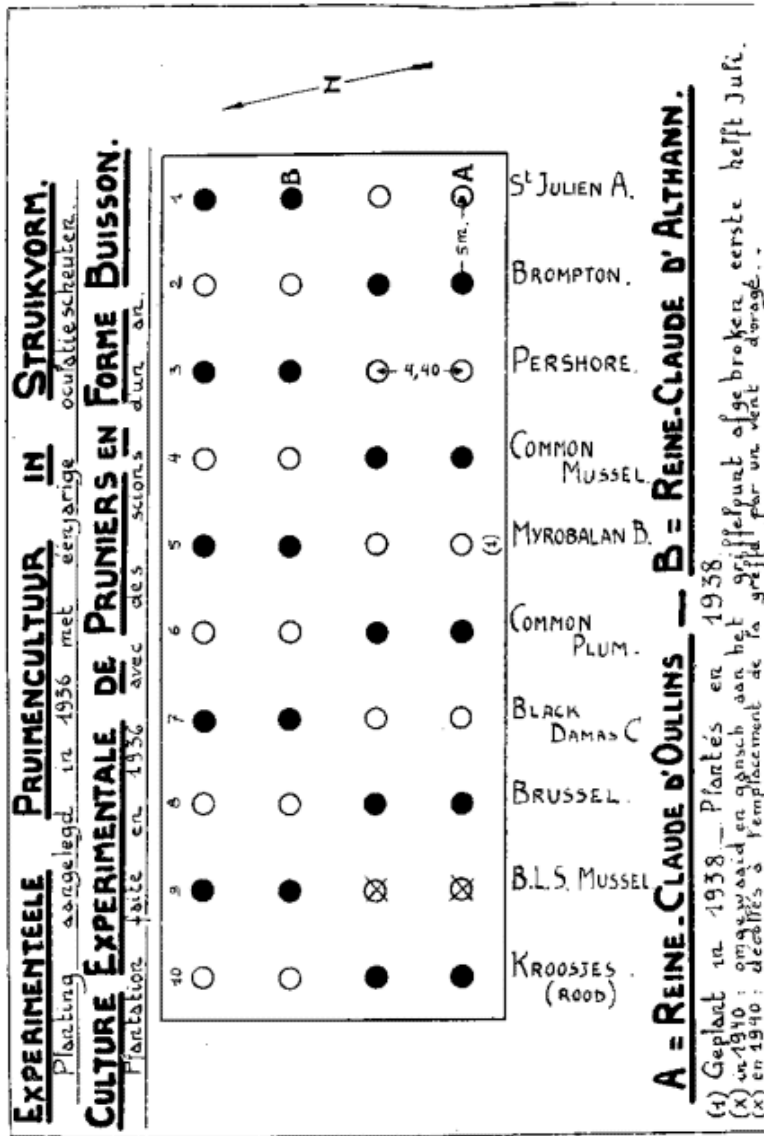 EXPERIMENTEELE PRUIMENCULTUUR IN STRUIKVORM.
Planting aangelegd in 1936 met éénjarige oculatiescheuten.
CULTURE EXPERIMENTALE DE PRUNIERS EN FORME BUISSON.
Plantation faite en 1936 avec des scions d'un an.
10 9 8 7 6 5 4 3 2 1
N
B
4,40
5m.
A
(1)
KROOSJES (ROOD)
B.L.S. MUSSEL
BRUSSEL.
BLACK DAMAS C
COMMON PLUM.
MYROBALAN B.
COMMON MUSSEL.
PERSHORE.
BROMPTON.
St JULIEN A.
A = REINE-CLAUDE D'OULLINS — B = REINE-CLAUDE D'ALTHANN.
(1) Geplant in 1938 — Plantés en 1938.
(X) in 1940 : omgewaaid en gansch aan het griffelpunt afgebroken, eerste helft Juli.
(X) en 1940 : décollés à l'emplacement de la greffe par un vent d'orage.